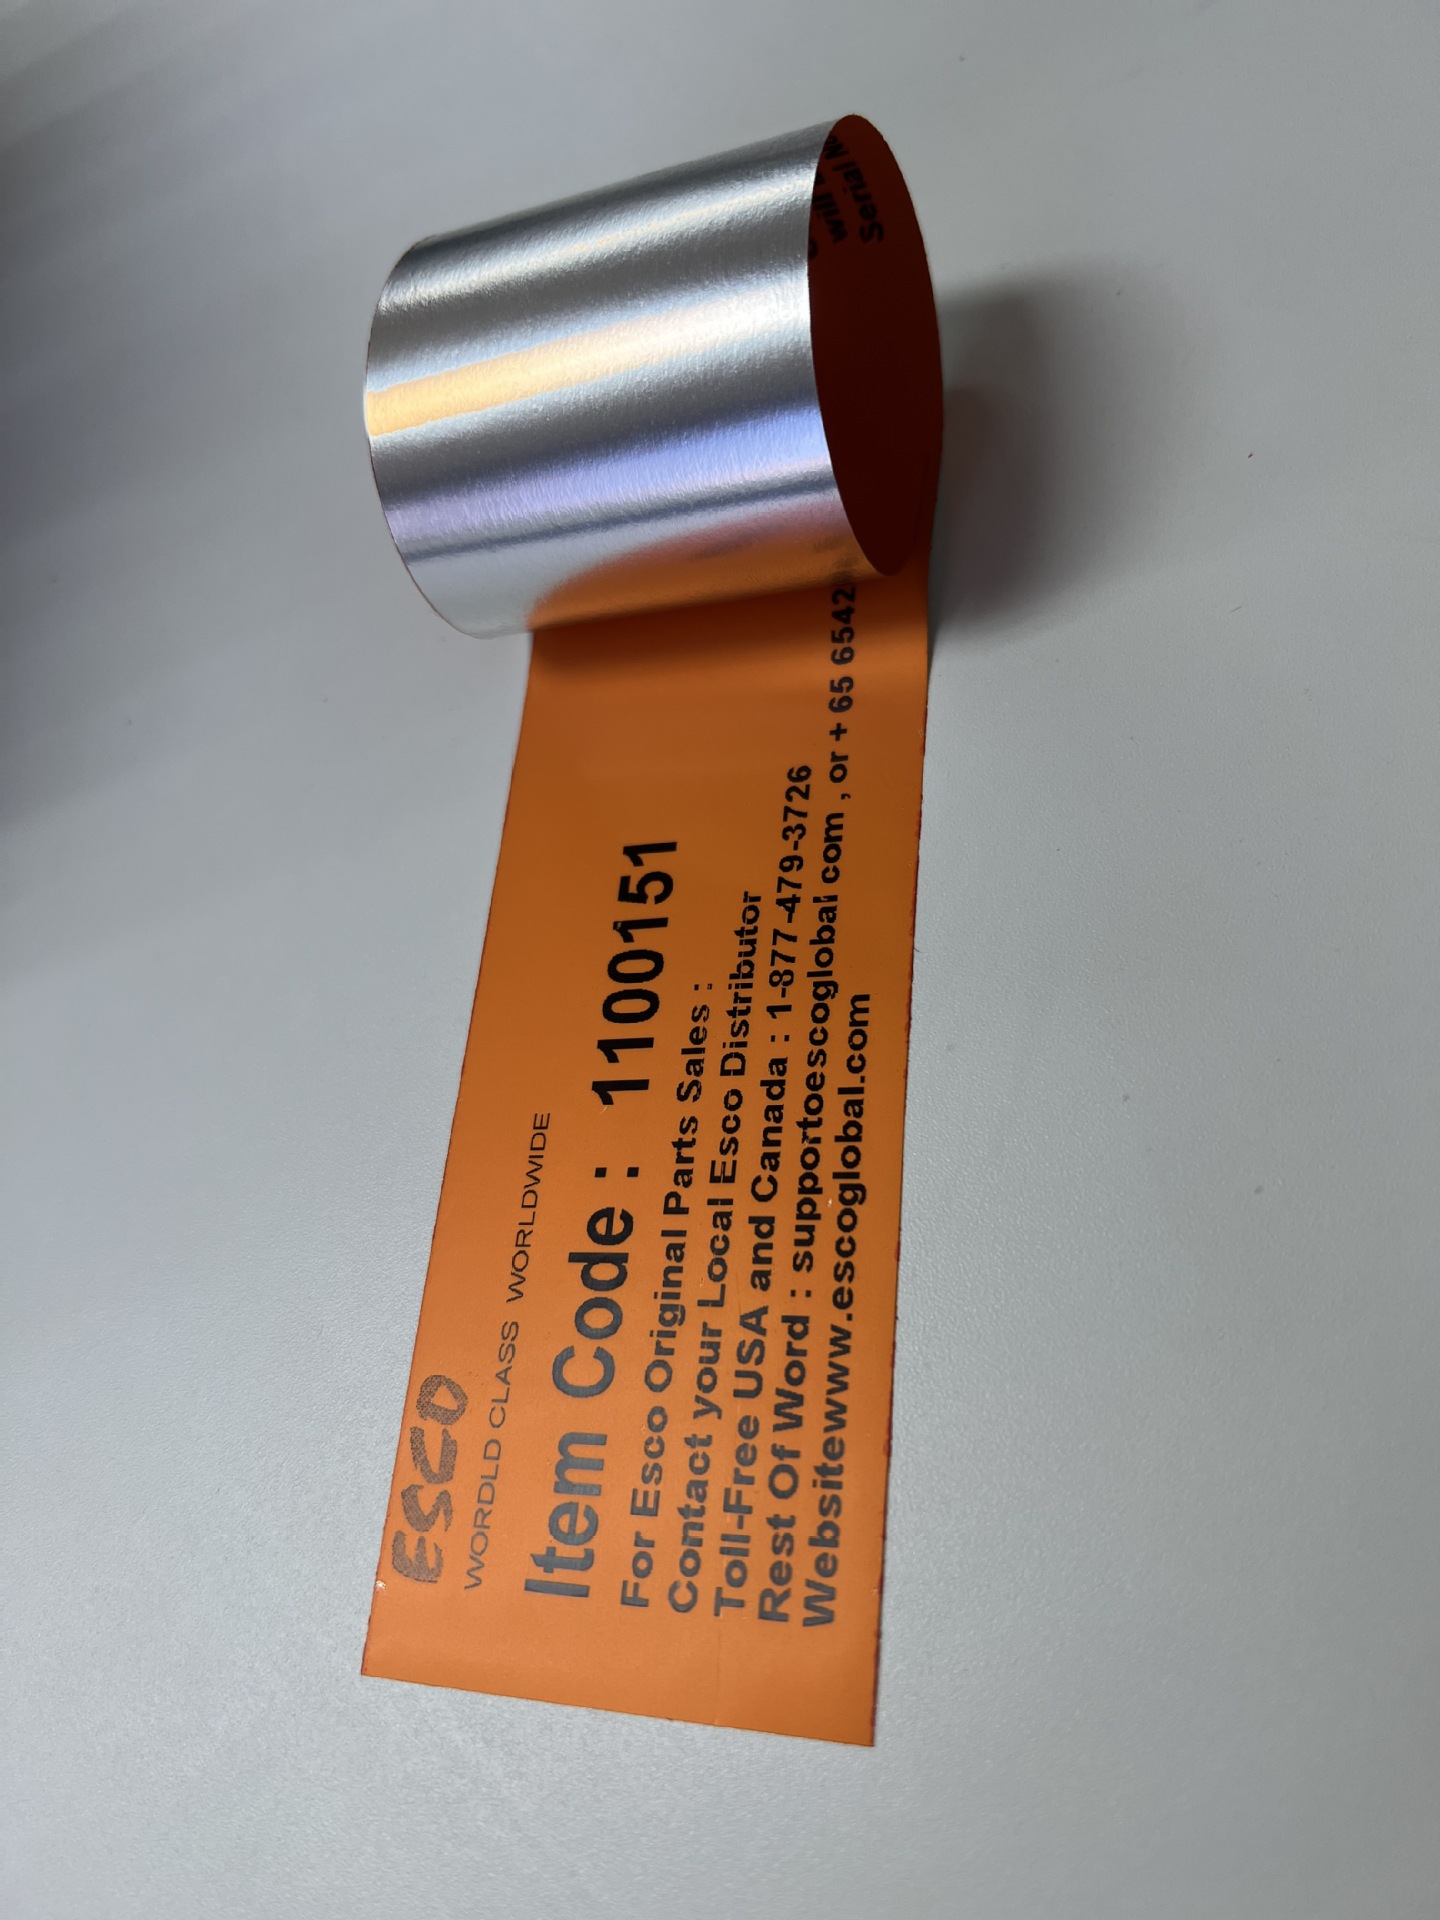 ESCO
WORDLD CLASS WORLDWIDE
Item Code : 1100151
For Esco Original Parts Sales :
Contact your Local Esco Distributor
Toll-Free USA and Canada : 1-877-479-3726
Rest Of Word : supportoescoglobal com , or + 65 6542
Websitewww.escoglobal.com
will
Serial